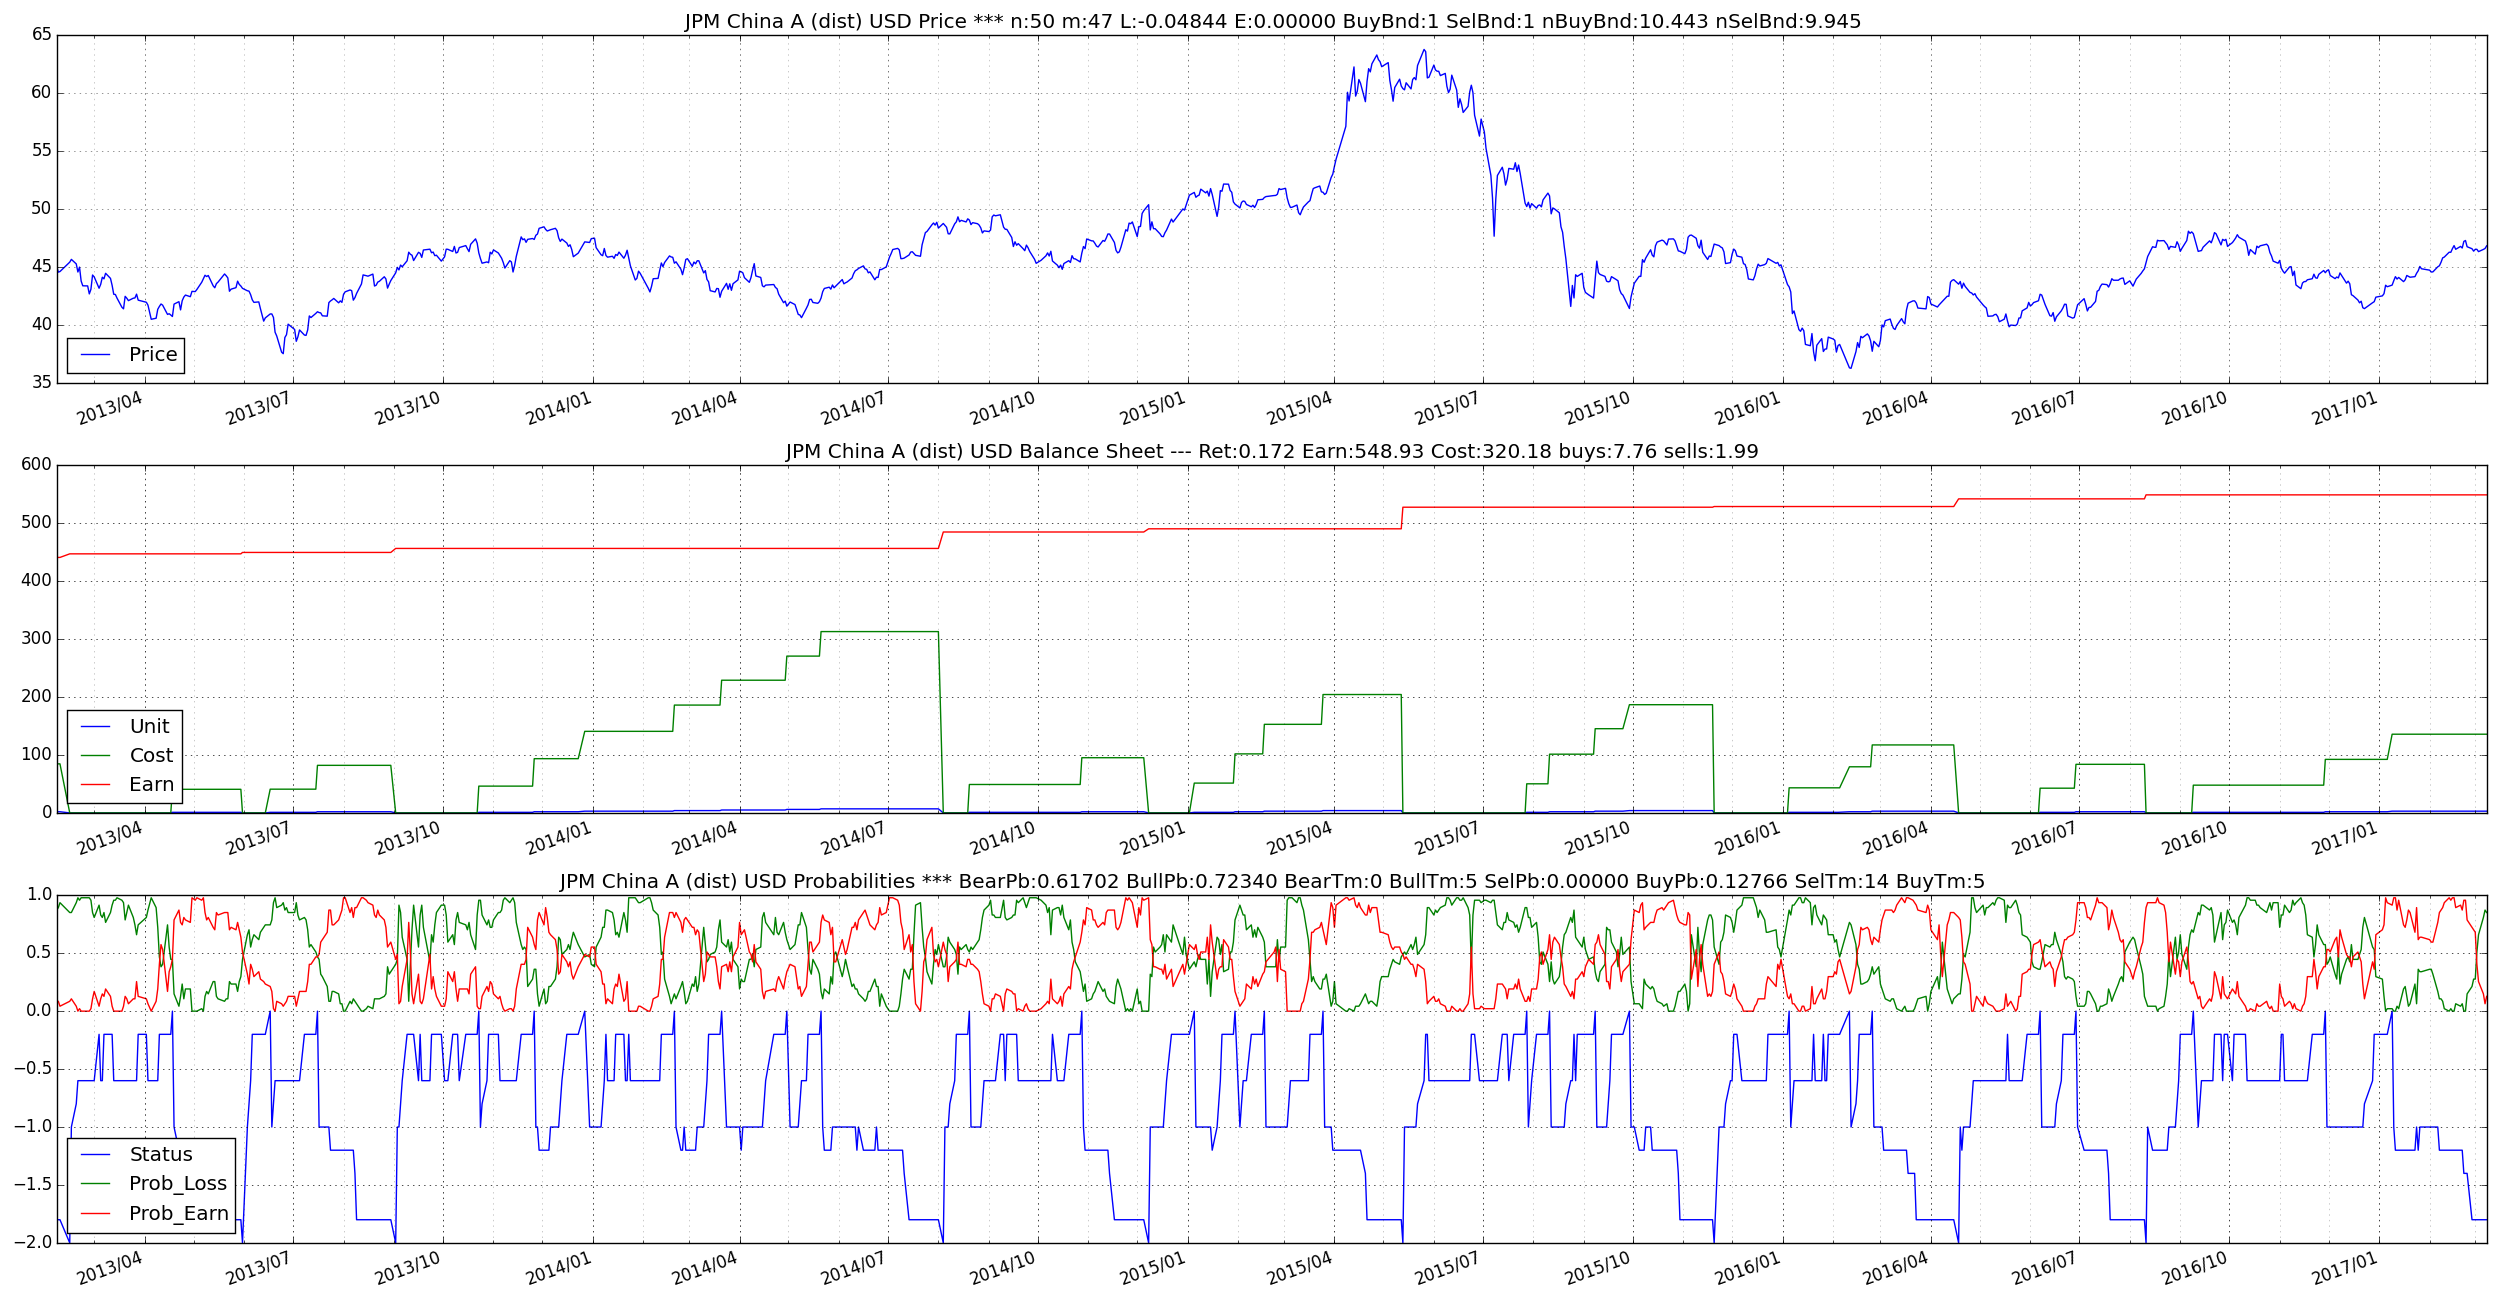 JPM China A (dist) USD Price *** n:50 m:47 L:-0.04844 E:0.00000 BuyBnd:1 SelBnd:1 nBuyBnd:10.443 nSelBnd:9.945
65
60
55
50
45
40
35
Price
2013/04 2013/07 2013/10 2014/01 2014/04 2014/07 2014/10 2015/01 2015/04 2015/07 2015/10 2016/01 2016/04 2016/07 2016/10 2017/01
JPM China A (dist) USD Balance Sheet --- Ret:0.172 Earn:548.93 Cost:320.18 buys:7.76 sells:1.99
600
500
400
300
200
100
0
Unit
Cost
Earn
2013/04 2013/07 2013/10 2014/01 2014/04 2014/07 2014/10 2015/01 2015/04 2015/07 2015/10 2016/01 2016/04 2016/07 2016/10 2017/01
JPM China A (dist) USD Probabilities *** BearPb:0.61702 BullPb:0.72340 BearTm:0 BullTm:5 SelPb:0.00000 BuyPb:0.12766 SelTm:14 BuyTm:5
1.0
0.5
0.0
−0.5
−1.0
−1.5
−2.0
Status
Prob_Loss
Prob_Earn
2013/04 2013/07 2013/10 2014/01 2014/04 2014/07 2014/10 2015/01 2015/04 2015/07 2015/10 2016/01 2016/04 2016/07 2016/10 2017/01